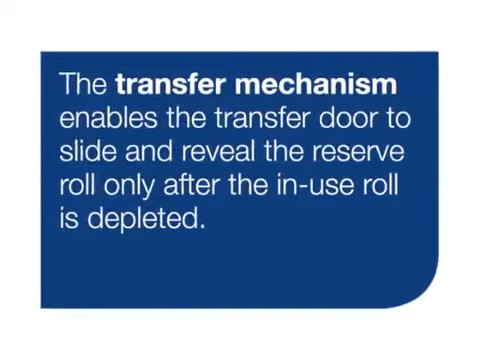 The transfer mechanism
enables the transfer door to
slide and reveal the reserve
roll only after the in-use roll
is depleted.